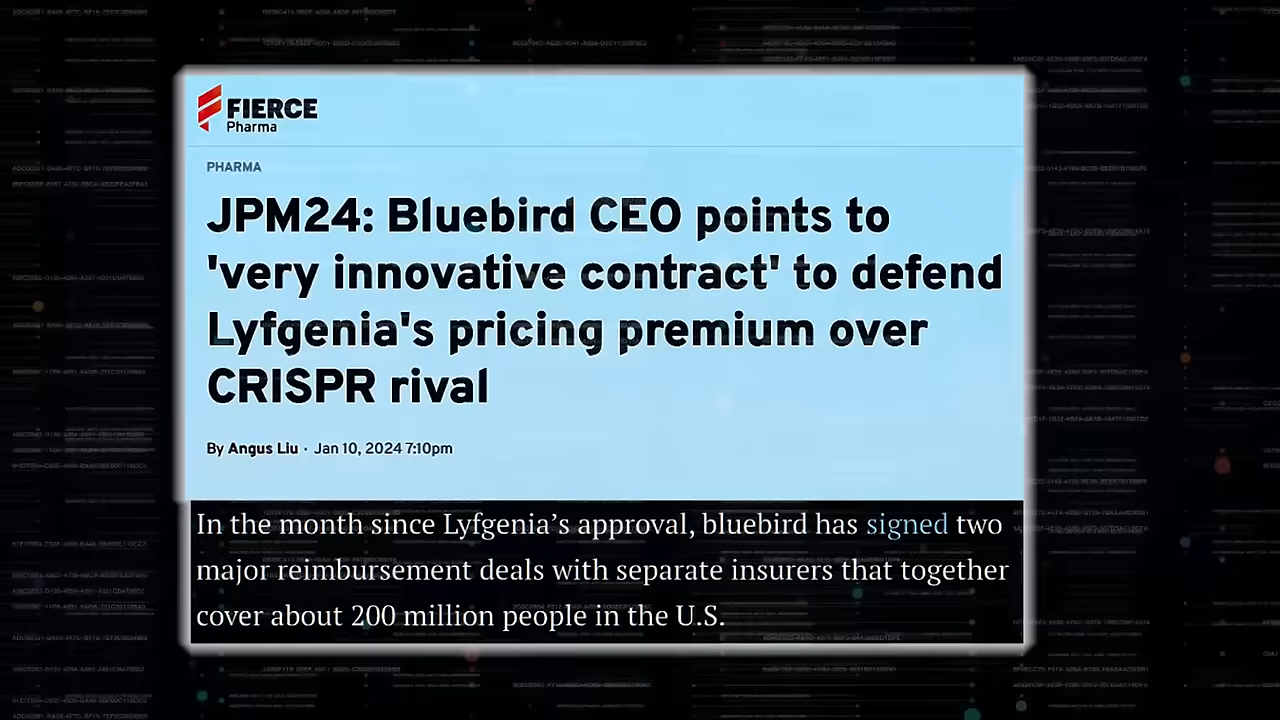 FIERCE
Pharma
PHARMA
JPM24: Bluebird CEO points to
'very innovative contract' to defend
Lyfgenia's pricing premium over
CRISPR rival
By Angus Liu · Jan 10, 2024 7:10pm
In the month since Lyfgenia’s approval, bluebird has signed two
major reimbursement deals with separate insurers that together
cover about 200 million people in the U.S.